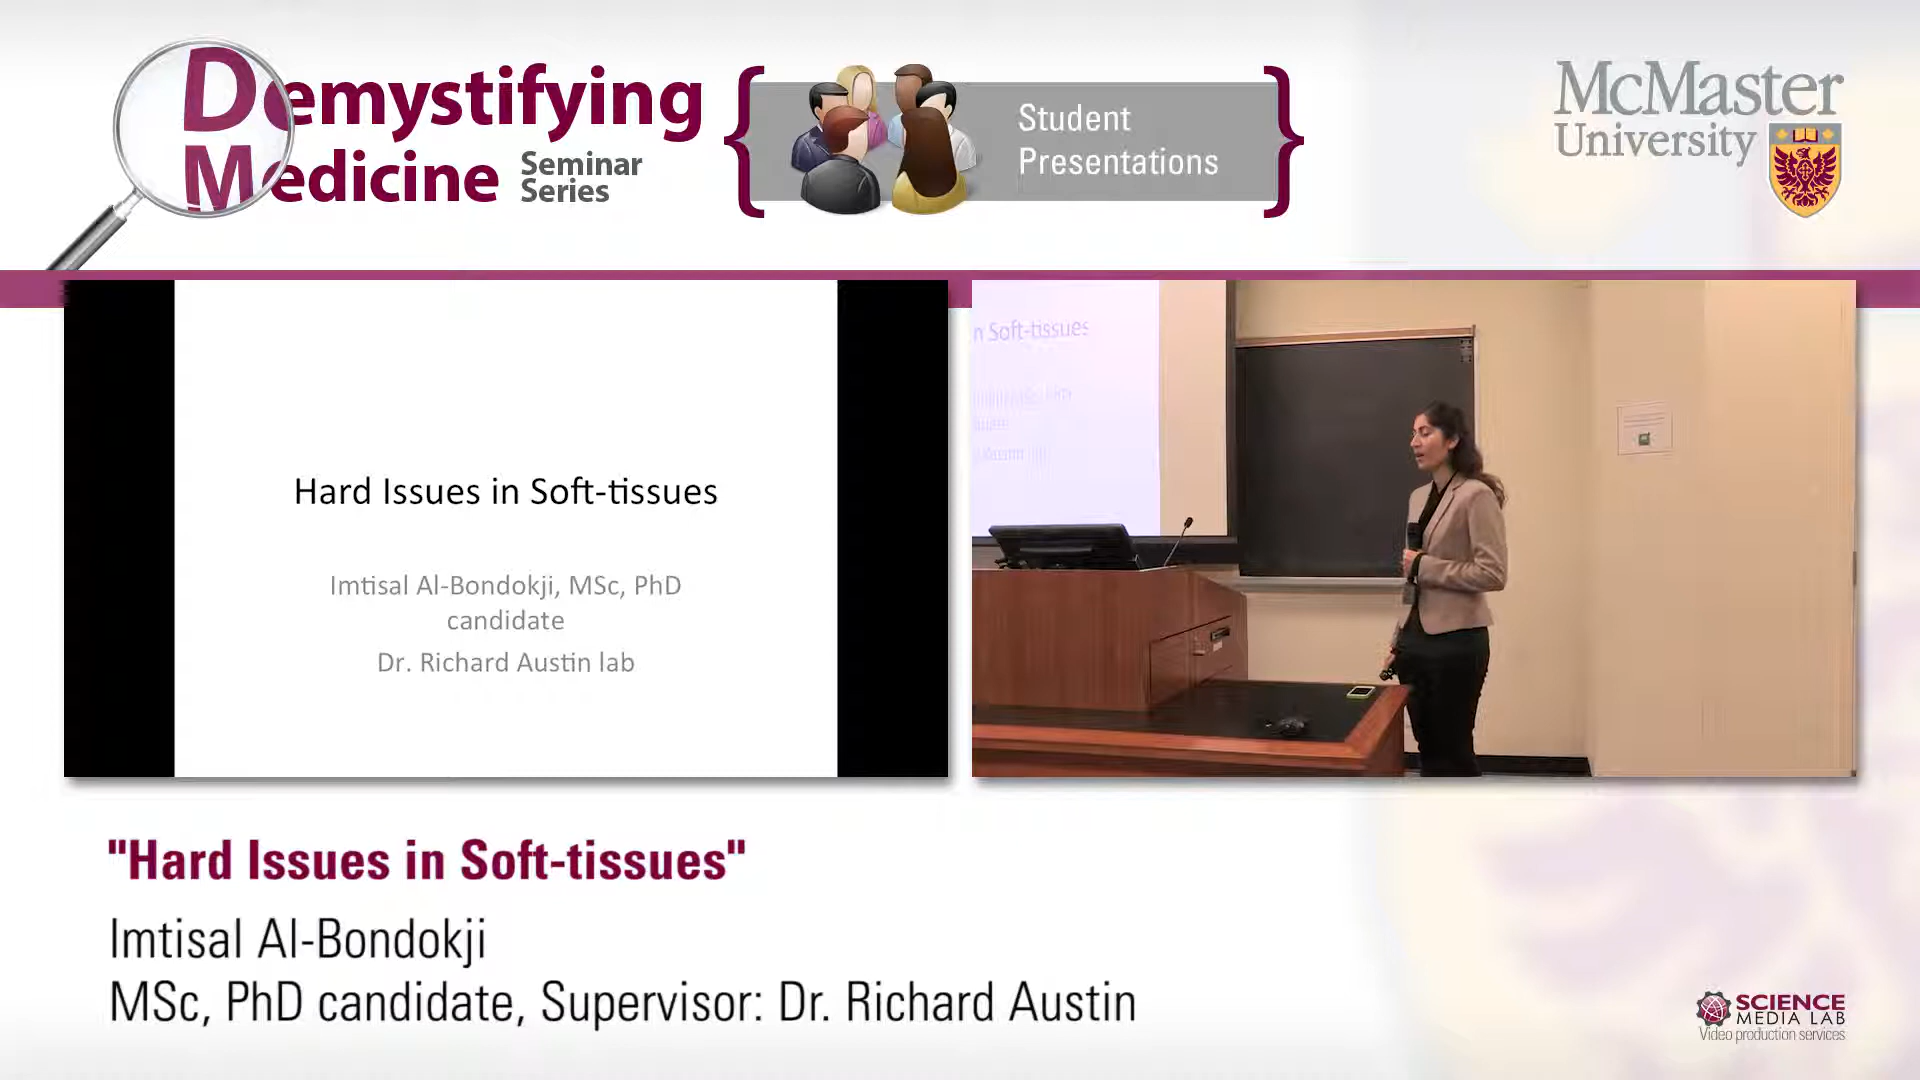 Demystifying
Medicine Seminar
Series
Student
Presentations
McMaster
University
Hard Issues in Soft-tissues
Imtisal Al-Bondokji, MSc, PhD
candidate
Dr. Richard Austin lab
n Soft-tissues
"Hard Issues in Soft-tissues"
Imtisal Al-Bondokji
MSc, PhD candidate, Supervisor: Dr. Richard Austin
SCIENCE
MEDIA LAB
Video production services